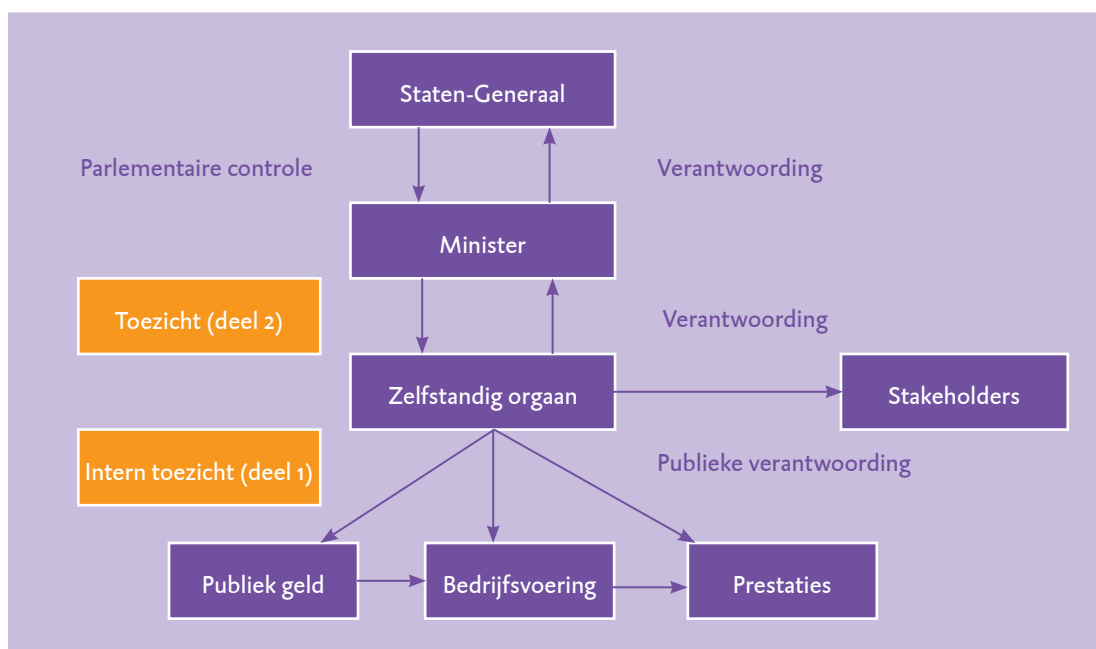 Staten-Generaal
Parlementaire controle
Verantwoording
Minister
Toezicht (deel 2)
Verantwoording
Zelfstandig orgaan
Stakeholders
Intern toezicht (deel 1)
Publieke verantwoording
Publiek geld
Bedrijfsvoering
Prestaties